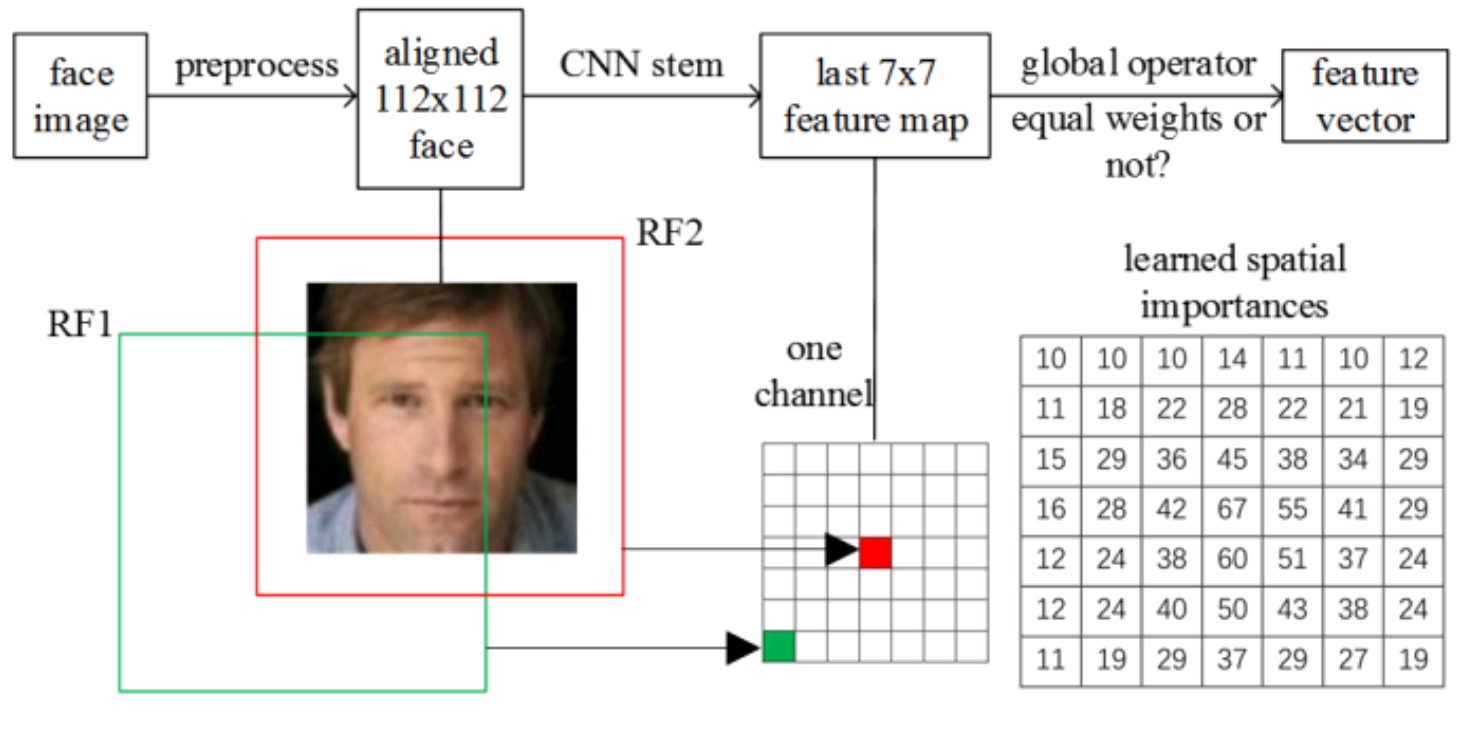 face
image
preprocess
aligned
112x112
face
CNN stem
last 7x7
feature map
global operator
equal weights or
not?
feature
vector
RF2
RF1
one
channel
learned spatial
importances
10 10 10 14 11 10 12
11 18 22 28 22 21 19
15 29 36 45 38 34 29
16 28 42 67 55 41 29
12 24 38 60 51 37 24
12 24 40 50 43 38 24
11 19 29 37 29 27 19